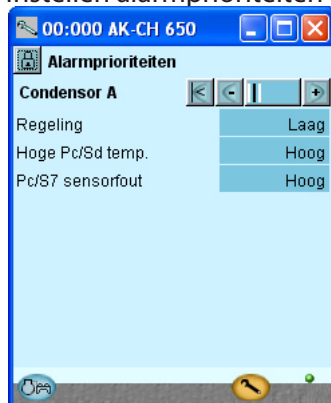 instellen alarmprioriteiten
00:000 AK-CH 650
Alarmprioriteiten
Condensor A
Regeling Laag
Hoge Pc/Sd temp. Hoog
Pc/S7 sensorfout Hoog